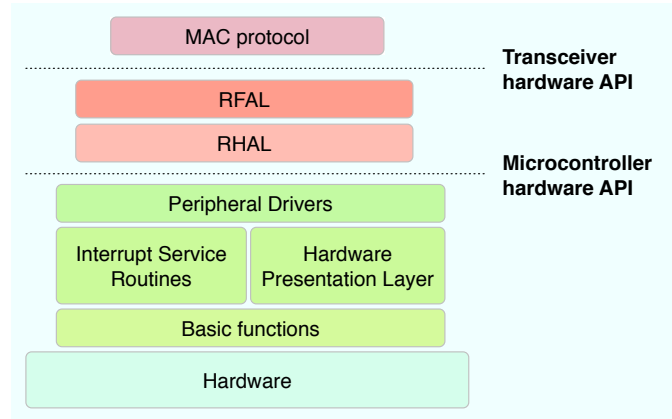 MAC protocol
Transceiver
hardware API
RFAL
RHAL
Microcontroller
hardware API
Peripheral Drivers
Interrupt Service
Routines
Hardware
Presentation Layer
Basic functions
Hardware